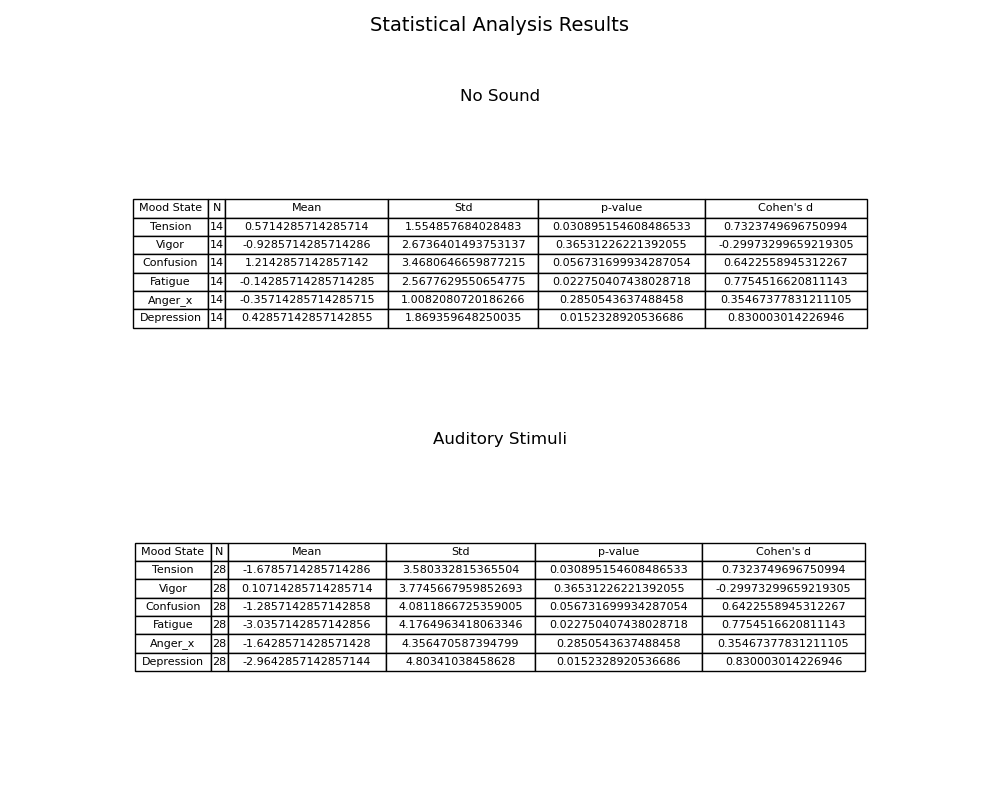 Statistical Analysis Results
No Sound
Mood State N Mean Std p-value Cohen's d
Tension 14 0.5714285714285714 1.554857684028483 0.030895154608486533 0.7323749696750994
Vigor 14 -0.9285714285714286 2.6736401493753137 0.36531226221392055 -0.29973299659219305
Confusion 14 1.2142857142857142 3.4680646659877215 0.056731699934287054 0.6422558945312267
Fatigue 14 -0.14285714285714285 2.5677629550654775 0.022750407438028718 0.7754516620811143
Anger_x 14 -0.35714285714285715 1.0082080720186266 0.2850543637488458 0.35467377831211105
Depression 14 0.42857142857142855 1.869359648250035 0.0152328920536686 0.830003014226946
Auditory Stimuli
Mood State N Mean Std p-value Cohen's d
Tension 28 -1.6785714285714286 3.580332815365504 0.030895154608486533 0.7323749696750994
Vigor 28 0.10714285714285714 3.7745667959852693 0.36531226221392055 -0.29973299659219305
Confusion 28 -1.2857142857142858 4.0811866725359005 0.056731699934287054 0.6422558945312267
Fatigue 28 -3.0357142857142856 4.1764963418063346 0.022750407438028718 0.7754516620811143
Anger_x 28 -1.6428571428571428 4.356470587394799 0.2850543637488458 0.35467377831211105
Depression 28 -2.9642857142857144 4.80341038458628 0.0152328920536686 0.830003014226946